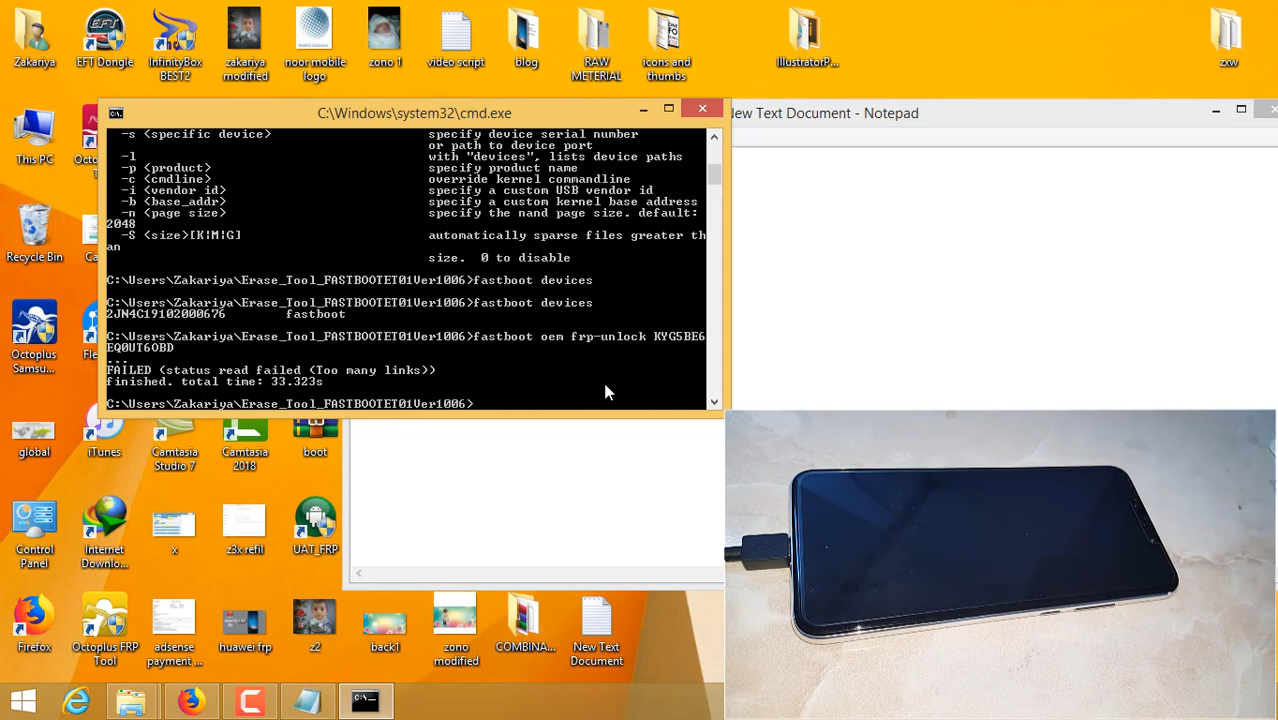 Zakariya
EFT Dongle
InfinityBox
BEST2
zakariya
modified
noor mobile
logo
zono 1
video script
blog
RAW
METERIAL
icons and
thumbs
IllustratorP...
zxw
This PC
Recycle Bin
Octoplus
Samsu...
global
iTunes
Camtasia
Studio 7
Camtasia
2018
boot
Control
Panel
Internet
Downlo...
x
z3x refil
UAT_FRP
Firefox
Octoplus FRP
Tool
adsense
payment ...
huawei frp
z2
back1
zono
modified
COMBINA...
New Text
Document
C:\Windows\system32\cmd.exe
New Text Document - Notepad
-s <specific device> specify device serial number
or path to device port
-l with "devices", lists device paths
-p <product> specify product name
-c <cmdline> override kernel commandline
-i <vendor id> specify a custom USB vendor id
-b <base_addr> specify a custom kernel base address
-n <page size> specify the nand page size. default:
2048
-S <size>[K|M|G] automatically sparse files greater th
an
size. 0 to disable
C:\Users\Zakariya\Erase_Tool_FASTBOOTET01Ver1006>fastboot devices
C:\Users\Zakariya\Erase_Tool_FASTBOOTET01Ver1006>fastboot devices
2JN4C19102000676 fastboot
C:\Users\Zakariya\Erase_Tool_FASTBOOTET01Ver1006>fastboot oem frp-unlock KYG5BE6
EQ0UT6OBD
...
FAILED (status read failed (Too many links))
finished. total time: 33.323s
C:\Users\Zakariya\Erase_Tool_FASTBOOTET01Ver1006>